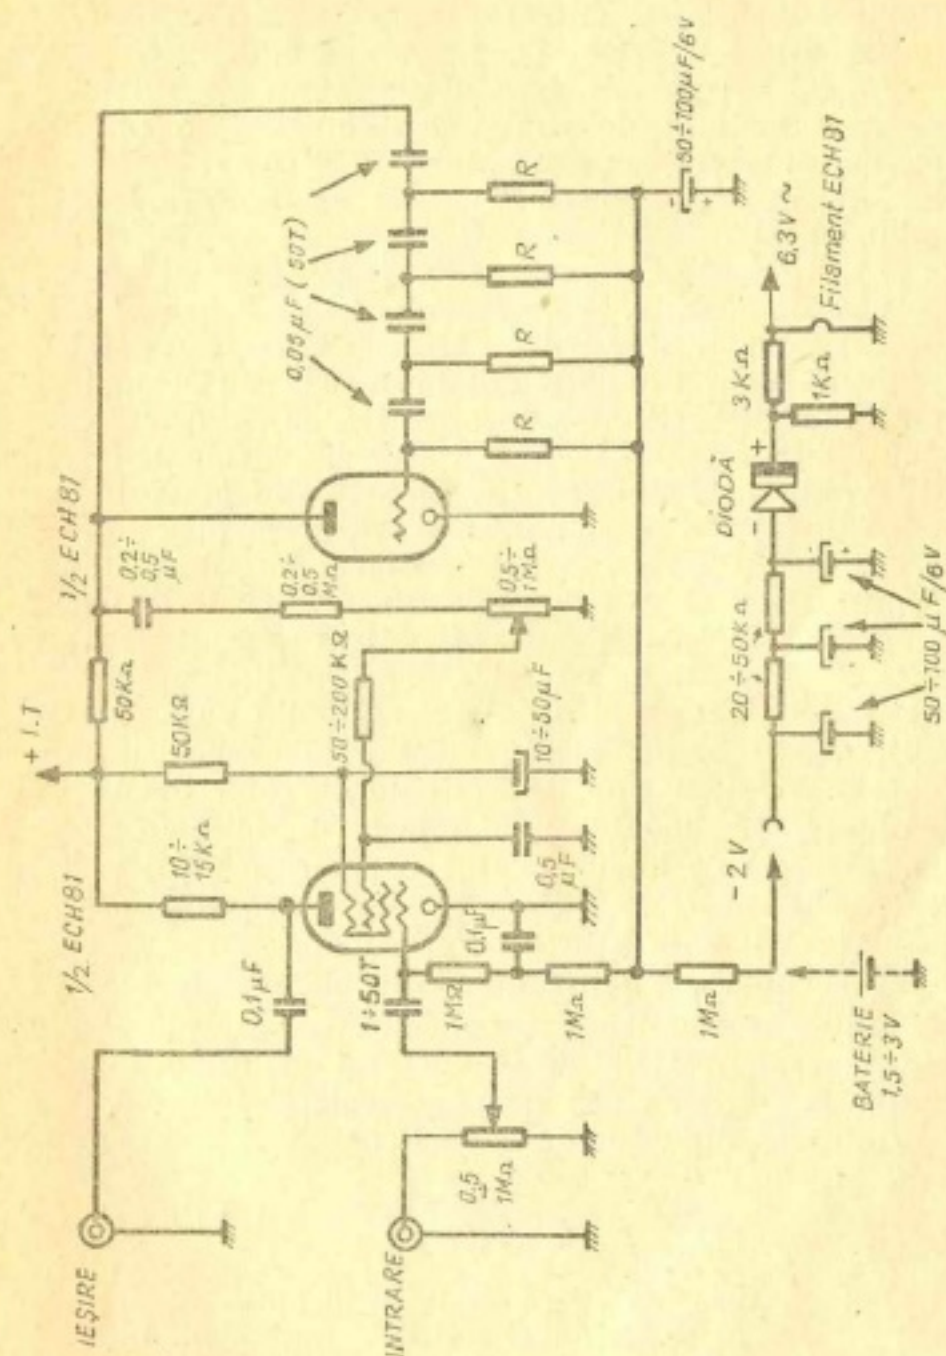 IEȘIRE
INTRARE
0,5
÷
1MΩ
1/2 ECH81
0,1µF
10÷
15KΩ
+ I.T
50KΩ
50KΩ
1/2 ECH81
0,2÷
0,5
µF
0,2÷
0,5
MΩ
0,5÷
1MΩ
50÷200KΩ
10÷50µF
0,5
µF
1÷50T
1MΩ
0,1µF
1MΩ
1MΩ
0,05µF (50T)
R
R
R
R
- 50÷100µF/6V
+
BATERIE
1,5÷3V
-2V
20÷50KΩ
50÷100µF/6V
- DIODĂ +
3KΩ
1KΩ
6,3V~
Filament ECH81